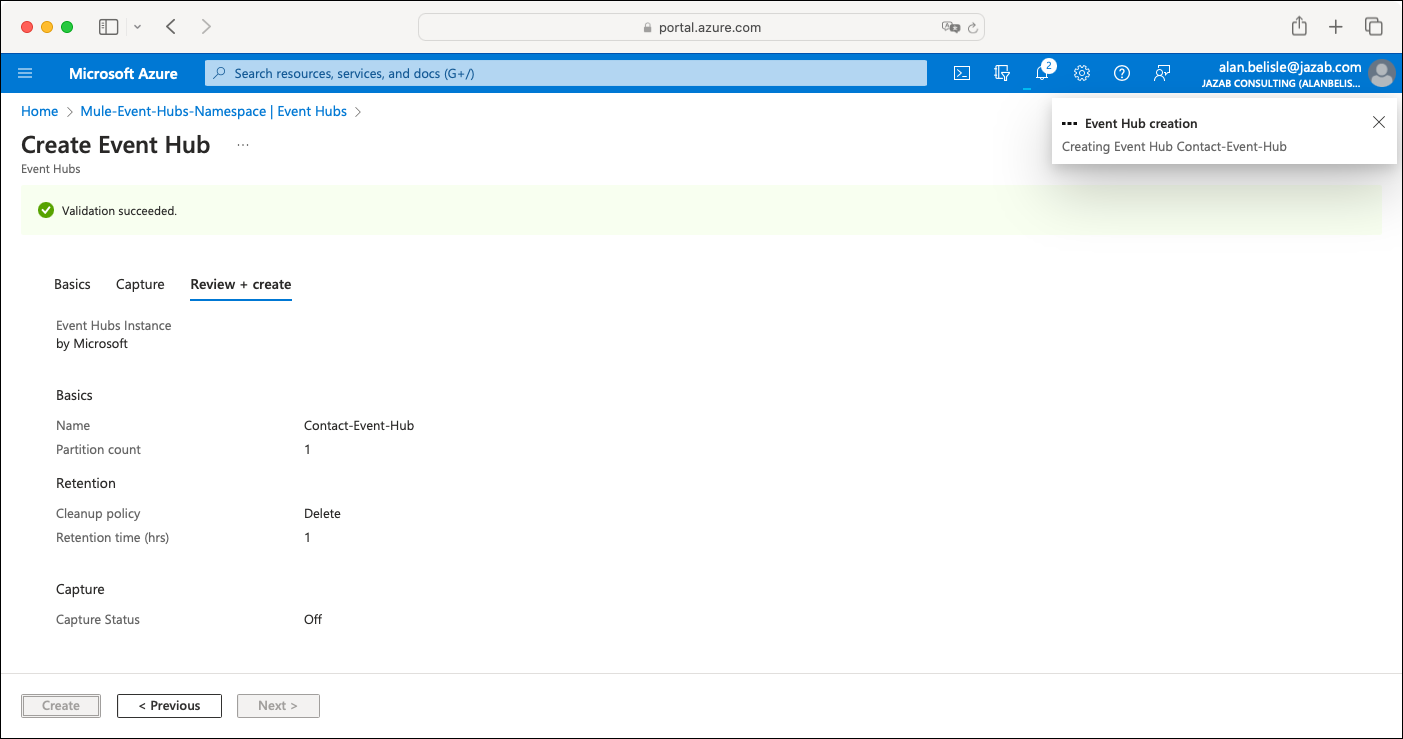 portal.azure.com
Microsoft Azure
Search resources, services, and docs (G+/)
2
alan.belisle@jazab.com
JAZAB CONSULTING (ALANBELIS...
Home > Mule-Event-Hubs-Namespace | Event Hubs >
Create Event Hub ...
Event Hubs
Event Hub creation
Creating Event Hub Contact-Event-Hub
Validation succeeded.
Basics Capture Review + create
Event Hubs Instance
by Microsoft
Basics
Name Contact-Event-Hub
Partition count 1
Retention
Cleanup policy Delete
Retention time (hrs) 1
Capture
Capture Status Off
Create < Previous Next >